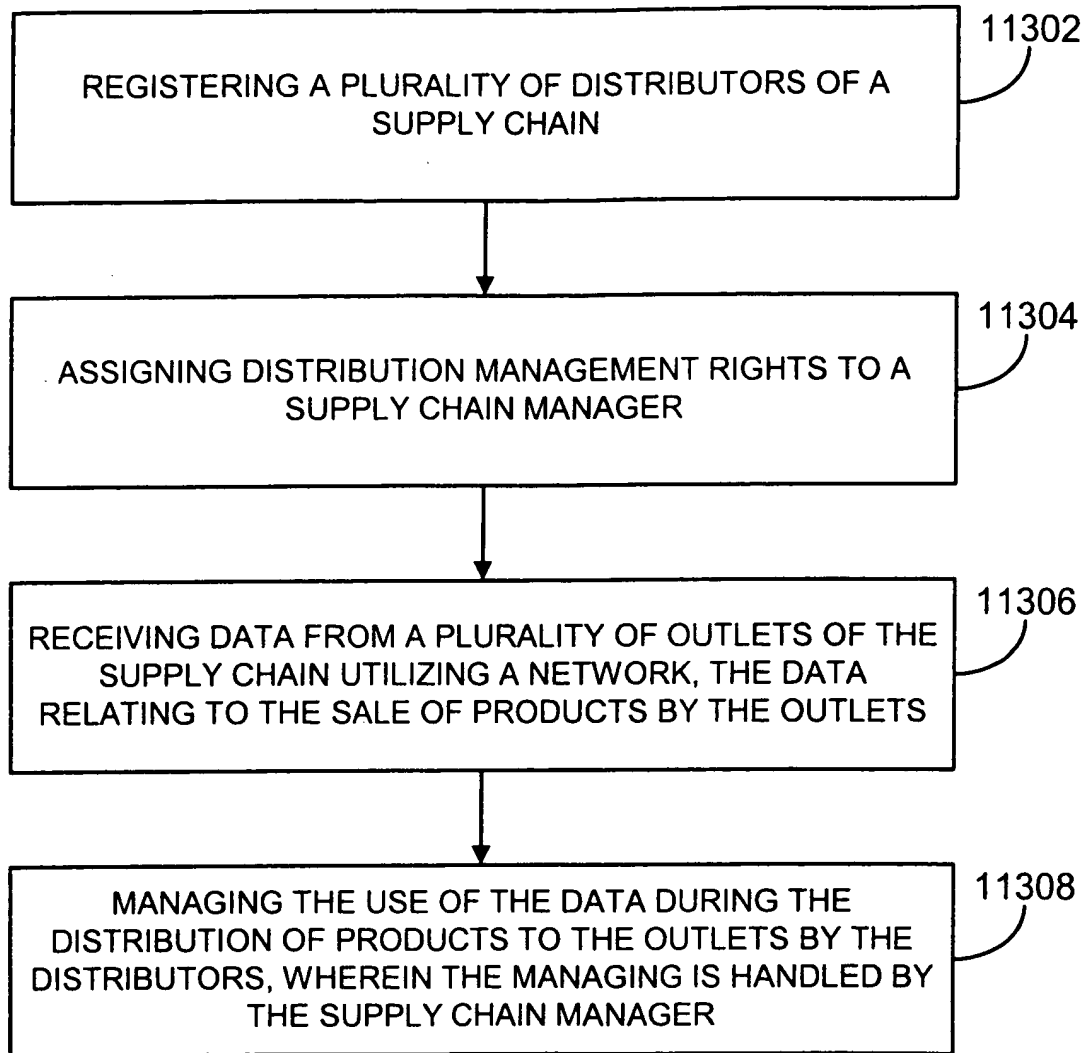 11302
REGISTERING A PLURALITY OF DISTRIBUTORS OF A
SUPPLY CHAIN
11304
ASSIGNING DISTRIBUTION MANAGEMENT RIGHTS TO A
SUPPLY CHAIN MANAGER
11306
RECEIVING DATA FROM A PLURALITY OF OUTLETS OF THE
SUPPLY CHAIN UTILIZING A NETWORK, THE DATA
RELATING TO THE SALE OF PRODUCTS BY THE OUTLETS
11308
MANAGING THE USE OF THE DATA DURING THE
DISTRIBUTION OF PRODUCTS TO THE OUTLETS BY THE
DISTRIBUTORS, WHEREIN THE MANAGING IS HANDLED BY
THE SUPPLY CHAIN MANAGER